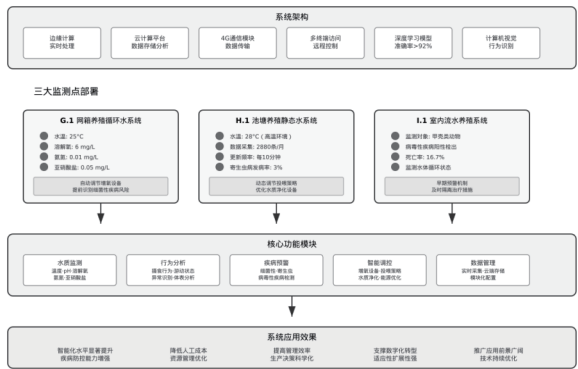 系统架构
边缘计算
实时处理
云计算平台
数据存储分析
4G通信模块
数据传输
多终端访问
远程控制
深度学习模型
准确率>92%
计算机视觉
行为识别
三大监测点部署
G.1 网箱养殖循环水系统
水温: 25°C
溶解氧: 6 mg/L
氨氮: 0.01 mg/L
亚硝酸盐: 0.05 mg/L
自动调节增氧设备
提前识别细菌性疾病风险
H.1 池塘养殖静态水系统
水温: 28°C (高温环境)
数据采集: 2880条/月
更新频率: 每10分钟
寄生虫病发病率: 3%
动态调节投喂策略
优化水质净化设备
I.1 室内流水养殖系统
监测对象: 甲壳类动物
病毒性疾病阳性检出
死亡率: 16.7%
监测水体循环状态
早期预警机制
及时隔离治疗措施
核心功能模块
水质监测
温度·pH·溶解氧
氨氮·亚硝酸盐
行为分析
摄食行为·游动状态
异常识别·体表分析
疾病预警
细菌性·寄生虫
病毒性疾病检测
智能调控
增氧设备·投喂策略
水质净化·能源优化
数据管理
实时采集·云端存储
模块化配置
系统应用效果
智能化水平显著提升
疾病防控能力增强
降低人工成本
资源管理优化
提高管理效率
生产决策科学化
支撑数字化转型
适应性扩展性强
推广应用前景广阔
技术持续优化